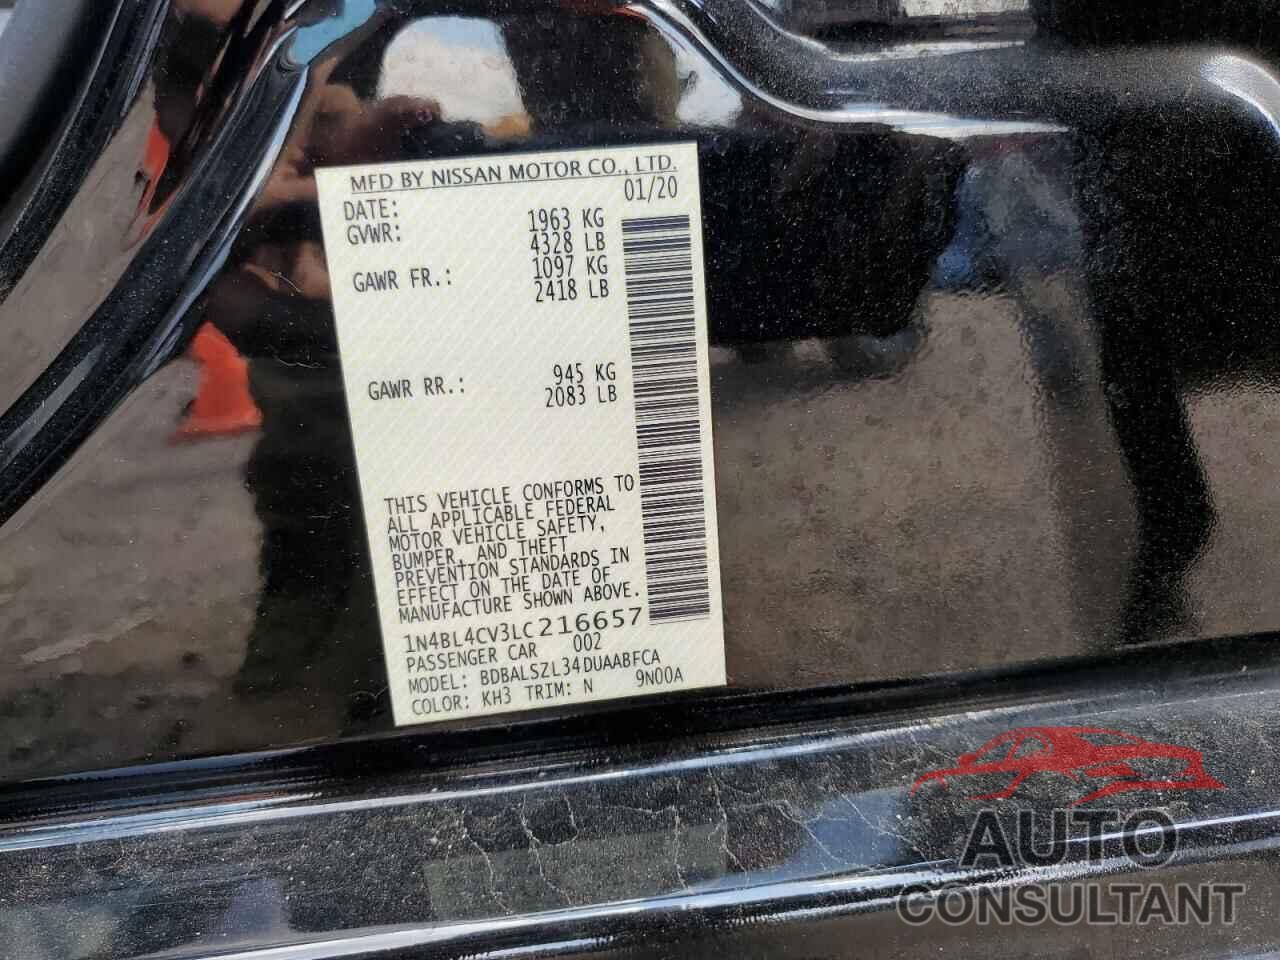 MFD BY NISSAN MOTOR CO., LTD.
DATE: 01/20
GVWR: 1963 KG
4328 LB
GAWR FR.: 1097 KG
2418 LB
GAWR RR.: 945 KG
2083 LB
THIS VEHICLE CONFORMS TO
ALL APPLICABLE FEDERAL
MOTOR VEHICLE SAFETY,
BUMPER, AND THEFT
PREVENTION STANDARDS IN
EFFECT ON THE DATE OF
MANUFACTURE SHOWN ABOVE.
1N4BL4CV3LC216657
PASSENGER CAR 002
MODEL: BDBALSZL34DUAABFCA
COLOR: KH3 TRIM: N 9N00A
AUTO
CONSULTANT